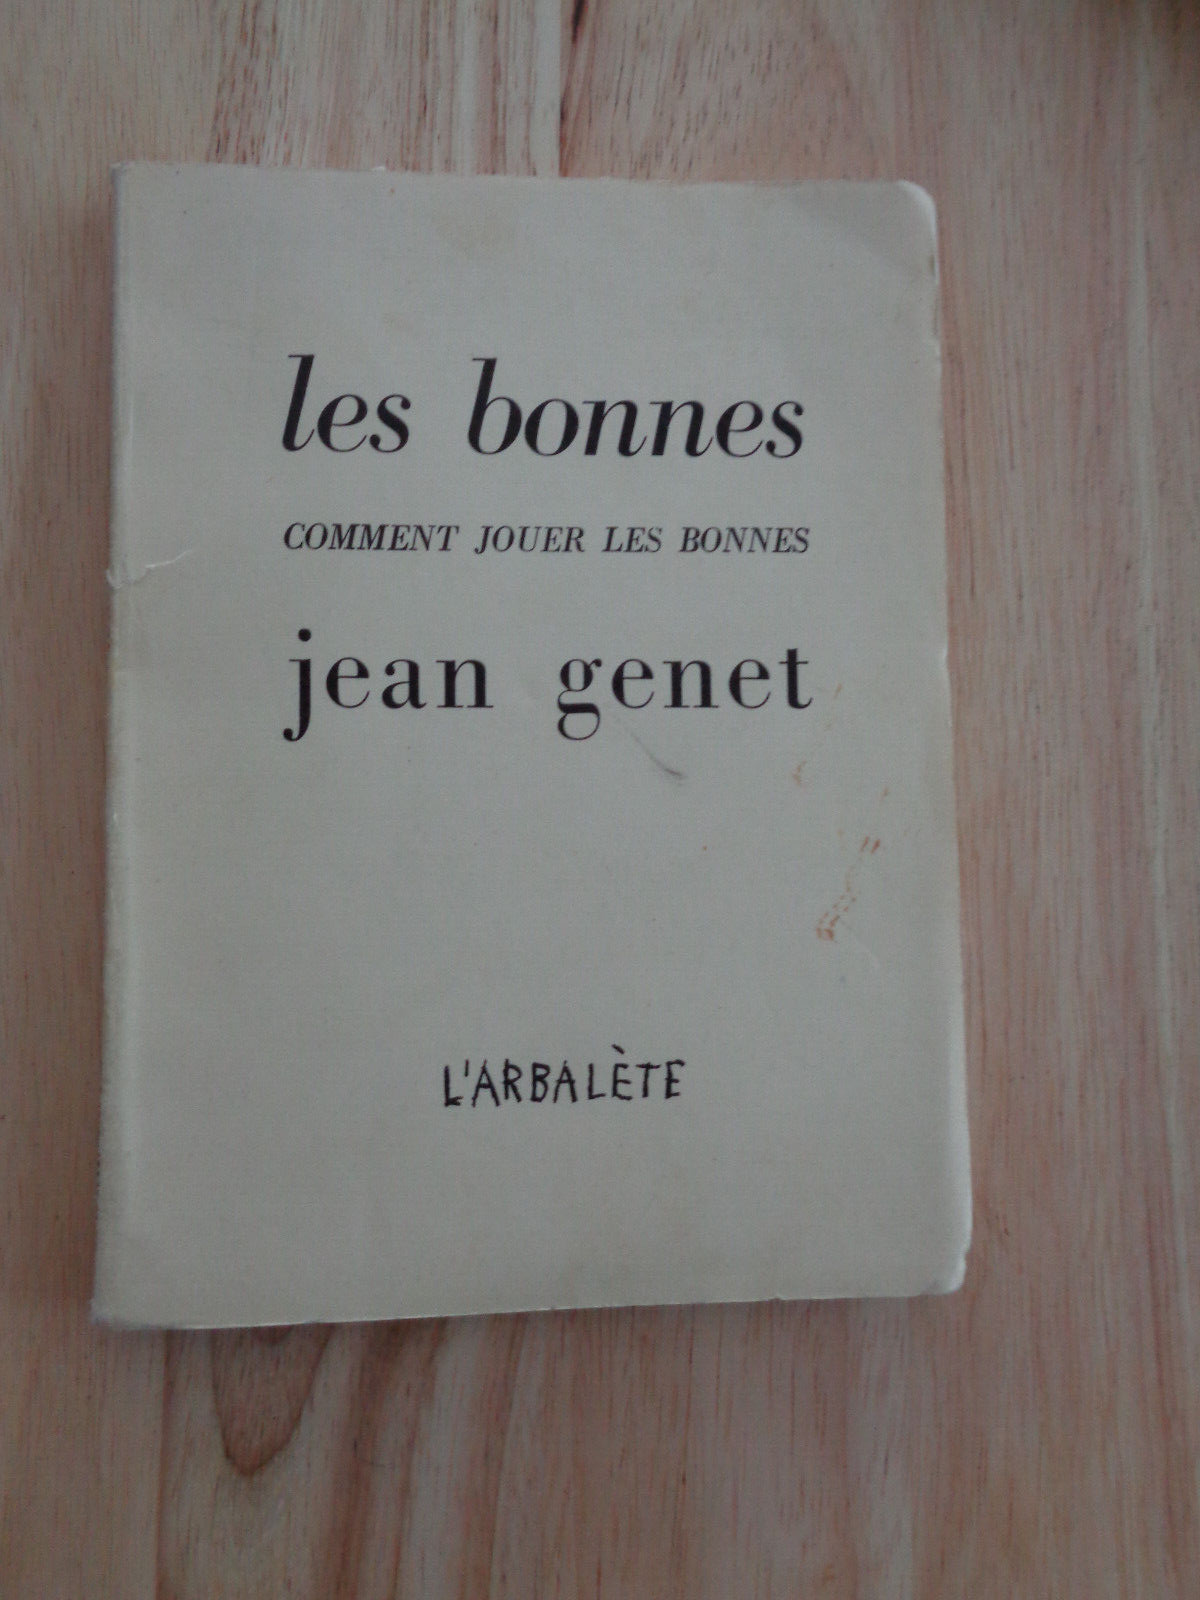 les bonnes
COMMENT JOUER LES BONNES
jean genet
L'ARBALÈTE